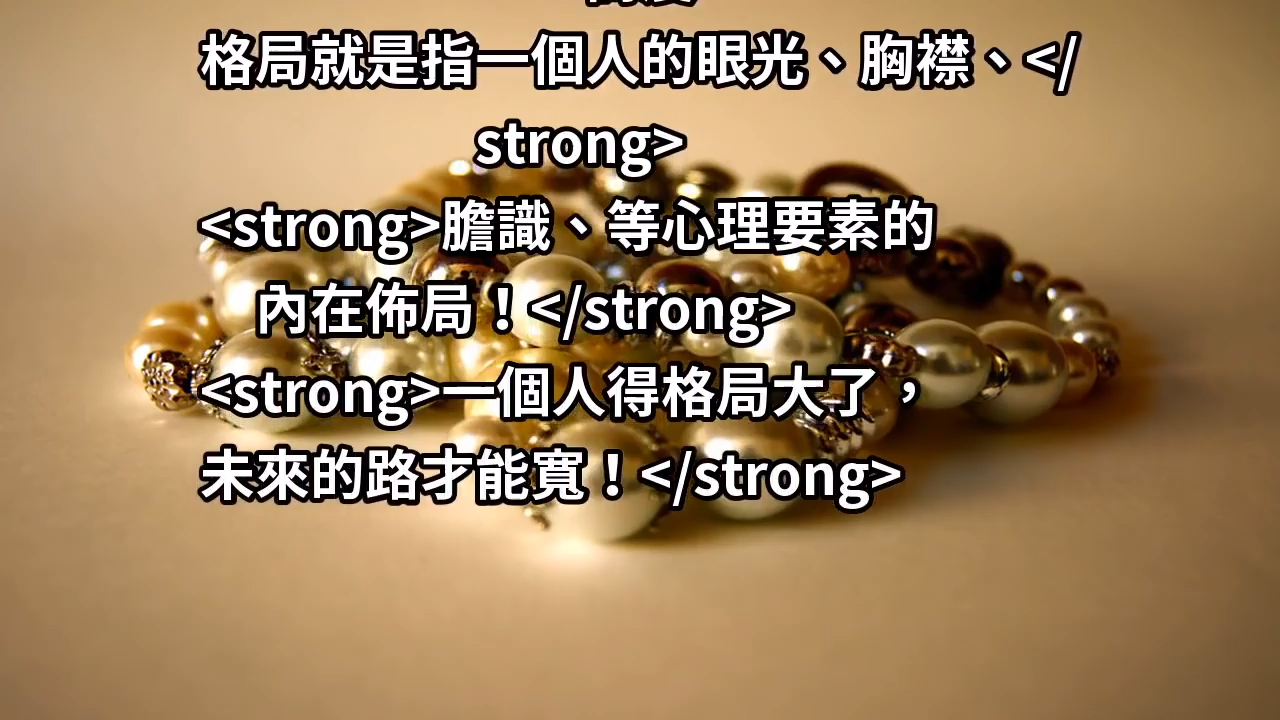 格局就是指一個人的眼光、胸襟、</
strong>
<strong>膽識、等心理要素的
內在佈局！</strong>
<strong>一個人得格局大了，
未來的路才能寬！</strong>